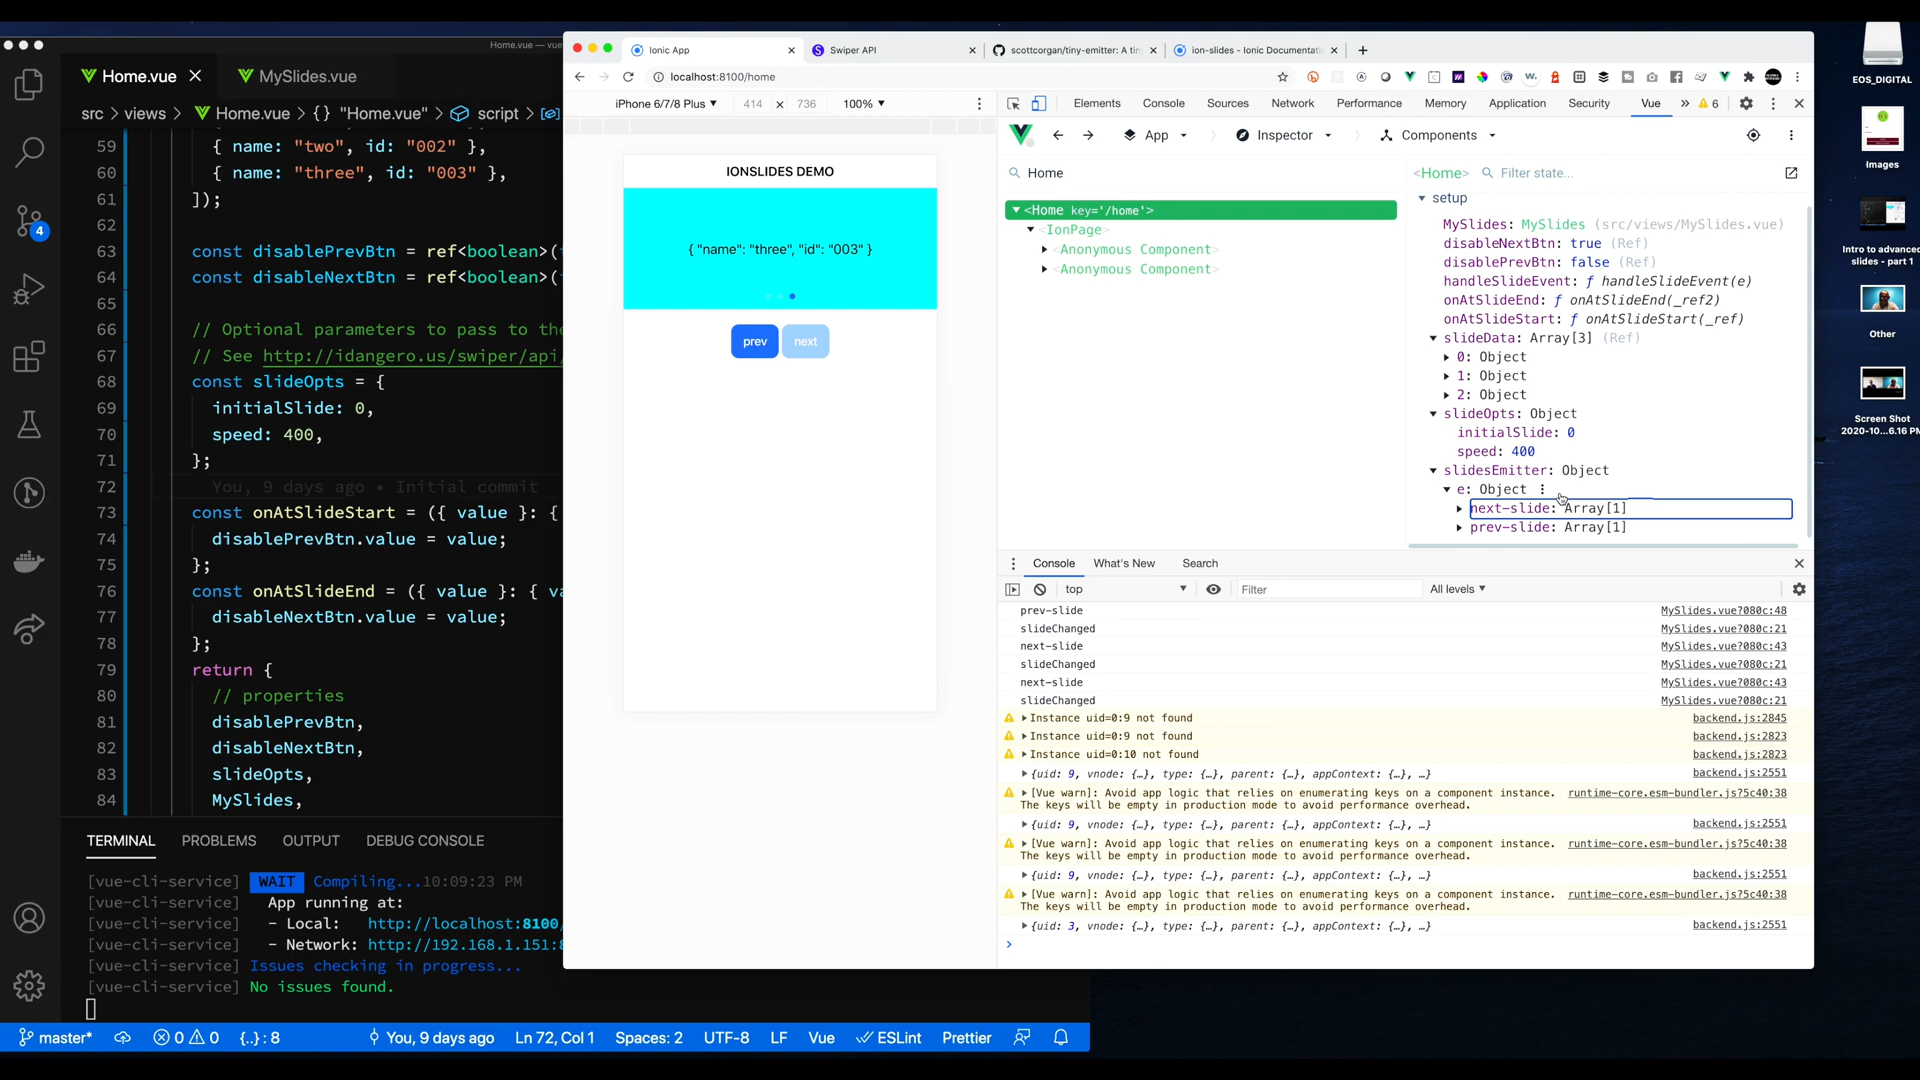 Home.vue — vue
Home.vue
MySlides.vue
src > views > Home.vue > {} "Home.vue" > script >
59 { name: "two", id: "002" },
60 { name: "three", id: "003" },
61 ]);
62
63 const disablePrevBtn = ref<boolean>(
64 const disableNextBtn = ref<boolean>(
65
66 // Optional parameters to pass to the
67 // See http://idangero.us/swiper/api/
68 const slideOpts = {
69 initialSlide: 0,
70 speed: 400,
71 };
72 You, 9 days ago • Initial commit
73 const onAtSlideStart = ({ value }: {
74 disablePrevBtn.value = value;
75 };
76 const onAtSlideEnd = ({ value }: { va
77 disableNextBtn.value = value;
78 };
79 return {
80 // properties
81 disablePrevBtn,
82 disableNextBtn,
83 slideOpts,
84 MySlides,
4
TERMINAL PROBLEMS OUTPUT DEBUG CONSOLE
[vue-cli-service] WAIT Compiling...10:09:23 PM
[vue-cli-service] App running at:
[vue-cli-service] - Local: http://localhost:8100/
[vue-cli-service] - Network: http://192.168.1.151:8
[vue-cli-service] Issues checking in progress...
[vue-cli-service] No issues found.
master* 0 0 {..} : 8 You, 9 days ago Ln 72, Col 1 Spaces: 2 UTF-8 LF Vue ESLint Prettier
Ionic App
Swiper API
scottcorgan/tiny-emitter: A tin
ion-slides - Ionic Documentati
localhost:8100/home
iPhone 6/7/8 Plus 414 × 736 100%
IONSLIDES DEMO
{ "name": "three", "id": "003" }
prev next
Elements Console Sources Network Performance Memory Application Security Vue » 6
App Inspector Components
Home
<Home key='/home'>
<IonPage>
<Anonymous Component>
<Anonymous Component>
<Home> Filter state...
setup
MySlides: MySlides (src/views/MySlides.vue)
disableNextBtn: true (Ref)
disablePrevBtn: false (Ref)
handleSlideEvent: ƒ handleSlideEvent(e)
onAtSlideEnd: ƒ onAtSlideEnd(_ref2)
onAtSlideStart: ƒ onAtSlideStart(_ref)
slideData: Array[3] (Ref)
0: Object
1: Object
2: Object
slideOpts: Object
initialSlide: 0
speed: 400
slidesEmitter: Object
e: Object
next-slide: Array[1]
prev-slide: Array[1]
Console What's New Search
top Filter All levels
prev-slide MySlides.vue?080c:48
slideChanged MySlides.vue?080c:21
next-slide MySlides.vue?080c:43
slideChanged MySlides.vue?080c:21
next-slide MySlides.vue?080c:43
slideChanged MySlides.vue?080c:21
Instance uid=0:9 not found backend.js:2845
Instance uid=0:9 not found backend.js:2823
Instance uid=0:10 not found backend.js:2823
{uid: 9, vnode: {…}, type: {…}, parent: {…}, appContext: {…}, …} backend.js:2551
[Vue warn]: Avoid app logic that relies on enumerating keys on a component instance. runtime-core.esm-bundler.js?5c40:38
The keys will be empty in production mode to avoid performance overhead.
{uid: 9, vnode: {…}, type: {…}, parent: {…}, appContext: {…}, …} backend.js:2551
[Vue warn]: Avoid app logic that relies on enumerating keys on a component instance. runtime-core.esm-bundler.js?5c40:38
The keys will be empty in production mode to avoid performance overhead.
{uid: 9, vnode: {…}, type: {…}, parent: {…}, appContext: {…}, …} backend.js:2551
[Vue warn]: Avoid app logic that relies on enumerating keys on a component instance. runtime-core.esm-bundler.js?5c40:38
The keys will be empty in production mode to avoid performance overhead.
{uid: 3, vnode: {…}, type: {…}, parent: {…}, appContext: {…}, …} backend.js:2551
EOS_DIGITAL
Images
Intro to advanced
slides - part 1
Other
Screen Shot
2020-10...6.16 PM